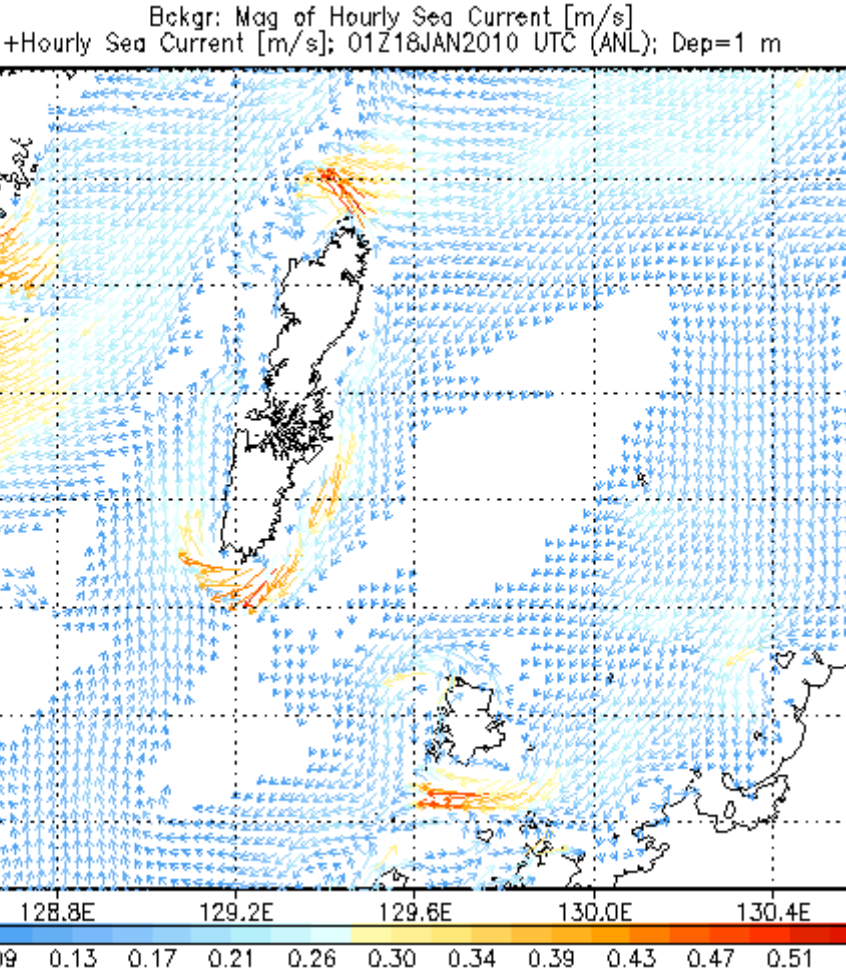 Bckgr: Mag of Hourly Sea Current [m/s]
+Hourly Sea Current [m/s]; 01Z18JAN2010 UTC (ANL); Dep=1 m
128.8E 129.2E 129.6E 130.0E 130.4E
09 0.13 0.17 0.21 0.26 0.30 0.34 0.39 0.43 0.47 0.51